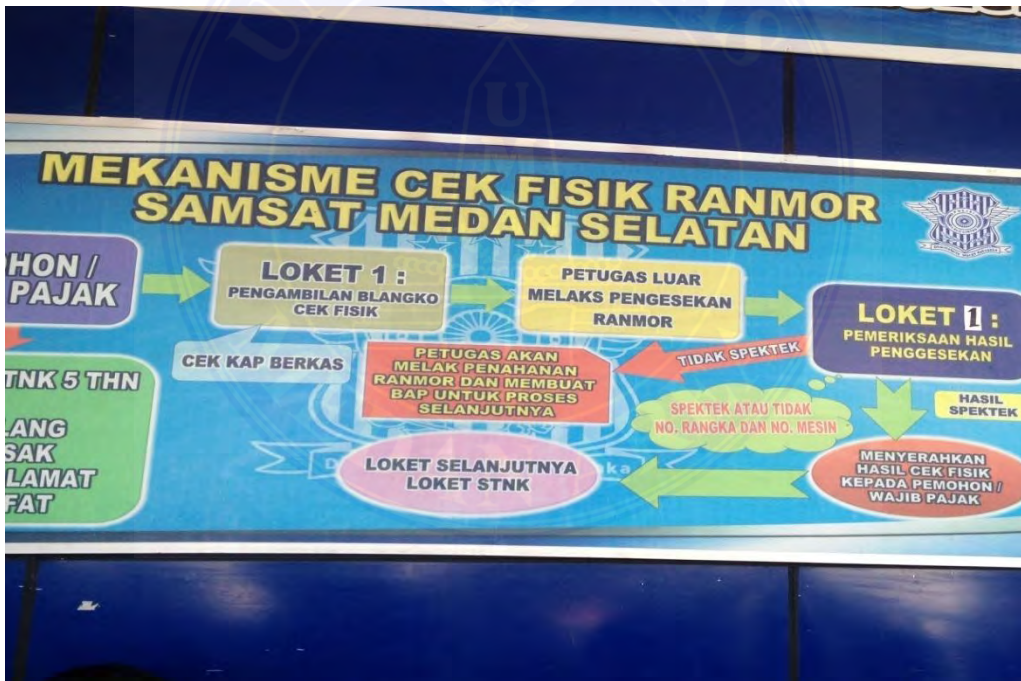 MEKANISME CEK FISIK RANMOR
SAMSAT MEDAN SELATAN
OHON /
PAJAK
LOKET 1 :
PENGAMBILAN BLANGKO
CEK FISIK
PETUGAS LUAR
MELAKS PENGESEKAN
RANMOR
LOKET 1 :
PEMERIKSAAN HASIL
PENGGESEKAN
CEK KAP BERKAS
PETUGAS AKAN
MELAK PENAHANAN
RANMOR DAN MEMBUAT
BAP UNTUK PROSES
SELANJUTNYA
TIDAK SPEKTEK
SPEKTEK ATAU TIDAK
NO. RANGKA DAN NO. MESIN
HASIL
SPEKTEK
TNK 5 THN
LANG
SAK
LAMAT
FAT
LOKET SELANJUTNYA
LOKET STNK
MENYERAHKAN
HASIL CEK FISIK
KEPADA PEMOHON /
WAJIB PAJAK